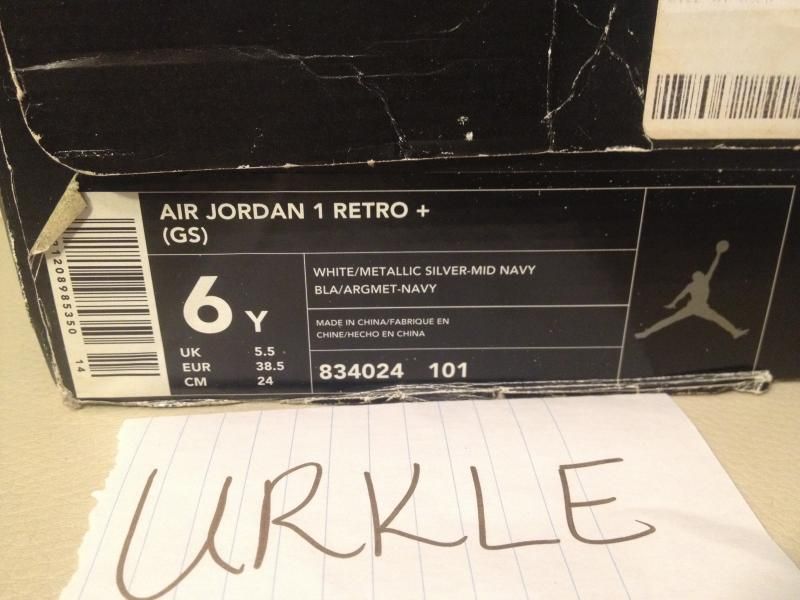 AIR JORDAN 1 RETRO +
(GS)
6 Y
WHITE/METALLIC SILVER-MID NAVY
BLA/ARGMET-NAVY
MADE IN CHINA/FABRIQUE EN
CHINE/HECHO EN CHINA
UK 5.5
EUR 38.5
CM 24
834024 101
14
URKLE